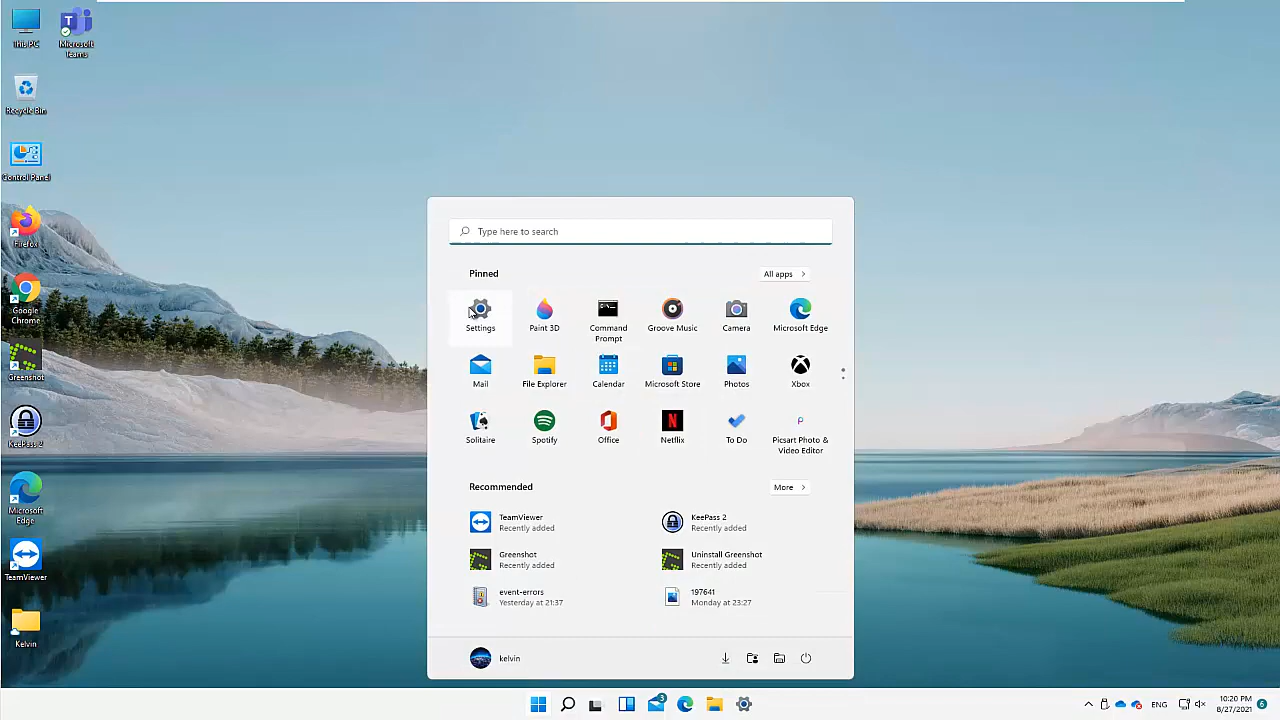 This PC
Microsoft
Teams
Recycle Bin
Control Panel
Firefox
Google
Chrome
Greenshot
KeePass 2
Microsoft
Edge
TeamViewer
Kelvin
Type here to search
Pinned
All apps
Settings
Paint 3D
Command
Prompt
Groove Music
Camera
Microsoft Edge
Mail
File Explorer
Calendar
Microsoft Store
Photos
Xbox
Solitaire
Spotify
Office
Netflix
To Do
Picsart Photo &
Video Editor
Recommended
More
TeamViewer
Recently added
KeePass 2
Recently added
Greenshot
Recently added
Uninstall Greenshot
Recently added
event-errors
Yesterday at 21:37
197641
Monday at 23:27
kelvin
3
ENG
10:20 PM
8/27/2021
6